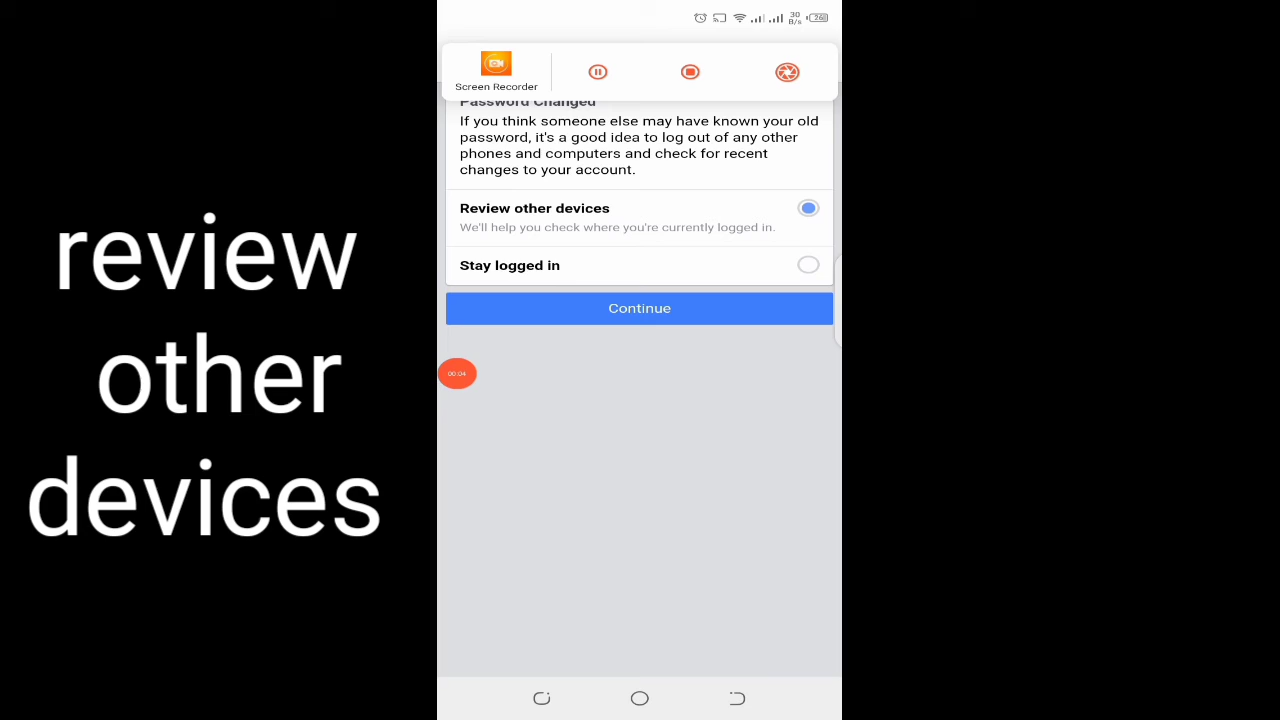 review
other
devices
30
B/s
26
Screen Recorder
Password Changed
If you think someone else may have known your old
password, it's a good idea to log out of any other
phones and computers and check for recent
changes to your account.
Review other devices
We'll help you check where you're currently logged in.
Stay logged in
Continue
00:04